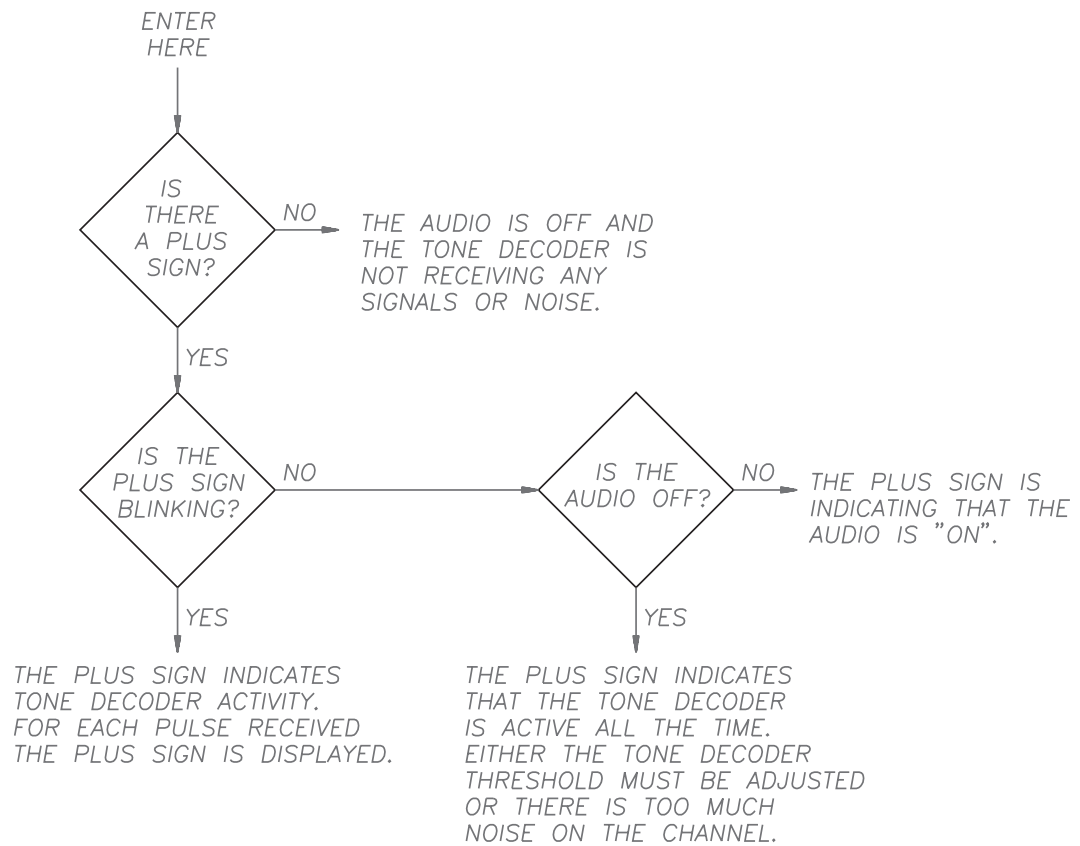 ENTER
HERE
IS
THERE
A PLUS
SIGN?
NO
THE AUDIO IS OFF AND
THE TONE DECODER IS
NOT RECEIVING ANY
SIGNALS OR NOISE.
YES
IS THE
PLUS SIGN
BLINKING?
NO
IS THE
AUDIO OFF?
NO
THE PLUS SIGN IS
INDICATING THAT THE
AUDIO IS ”ON”.
YES
THE PLUS SIGN INDICATES
TONE DECODER ACTIVITY.
FOR EACH PULSE RECEIVED
THE PLUS SIGN IS DISPLAYED.
YES
THE PLUS SIGN INDICATES
THAT THE TONE DECODER
IS ACTIVE ALL THE TIME.
EITHER THE TONE DECODER
THRESHOLD MUST BE ADJUSTED
OR THERE IS TOO MUCH
NOISE ON THE CHANNEL.